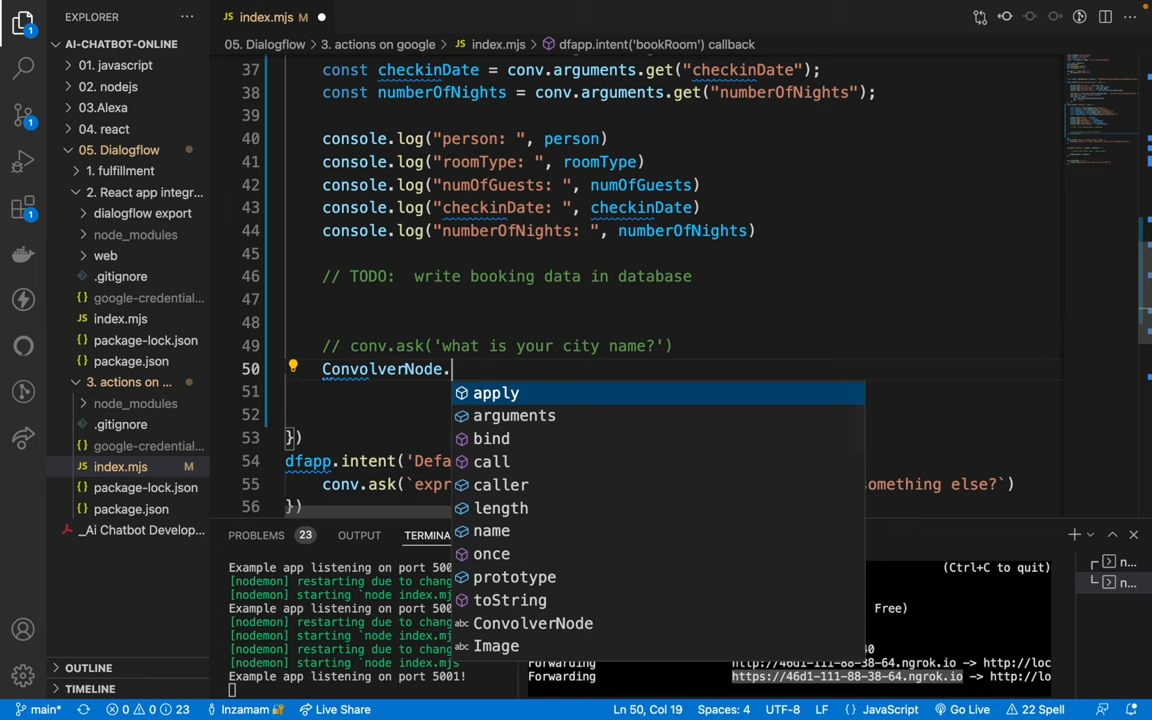 EXPLORER
index.mjs M
AI-CHATBOT-ONLINE
05. Dialogflow > 3. actions on google > JS index.mjs > dfapp.intent('bookRoom') callback
01. javascript
02. nodejs
03.Alexa
04. react
05. Dialogflow
1. fulfillment
2. React app integr...
dialogflow export
node_modules
web
.gitignore
google-credential...
index.mjs
package-lock.json
package.json
3. actions on ...
node_modules
.gitignore
google-credential...
index.mjs M
package-lock.json
package.json
_Ai Chatbot Develop...
OUTLINE
TIMELINE
37 const checkinDate = conv.arguments.get("checkinDate");
38 const numberOfNights = conv.arguments.get("numberOfNights");
39
40 console.log("person: ", person)
41 console.log("roomType: ", roomType)
42 console.log("numOfGuests: ", numOfGuests)
43 console.log("checkinDate: ", checkinDate)
44 console.log("numberOfNights: ", numberOfNights)
45
46 // TODO:  write booking data in database
47
48
49 // conv.ask('what is your city name?')
50 ConvolverNode.
51
52
53 })
54 dfapp.intent('Defa
55 conv.ask(`expr omething else?`)
56 })
apply
arguments
bind
call
caller
length
name
once
prototype
toString
ConvolverNode
Image
PROBLEMS 23 OUTPUT TERMINA
Example app listening on port 500
[nodemon] restarting due to chang
[nodemon] starting `node index.mj
Example app listening on port 500
[nodemon] restarting due to chang
[nodemon] starting `node index.mj
[nodemon] restarting due to chang
[nodemon] starting `node index.mjs`
Example app listening on port 5001!
(Ctrl+C to quit)
Free)
40
Forwarding http://46d1-111-88-38-64.ngrok.io -> http://loc
Forwarding https://46d1-111-88-38-64.ngrok.io -> http://lo
n...
n...
main* 0 0 23 Inzamam Live Share Ln 50, Col 19 Spaces: 4 UTF-8 LF {} JavaScript Go Live 22 Spell